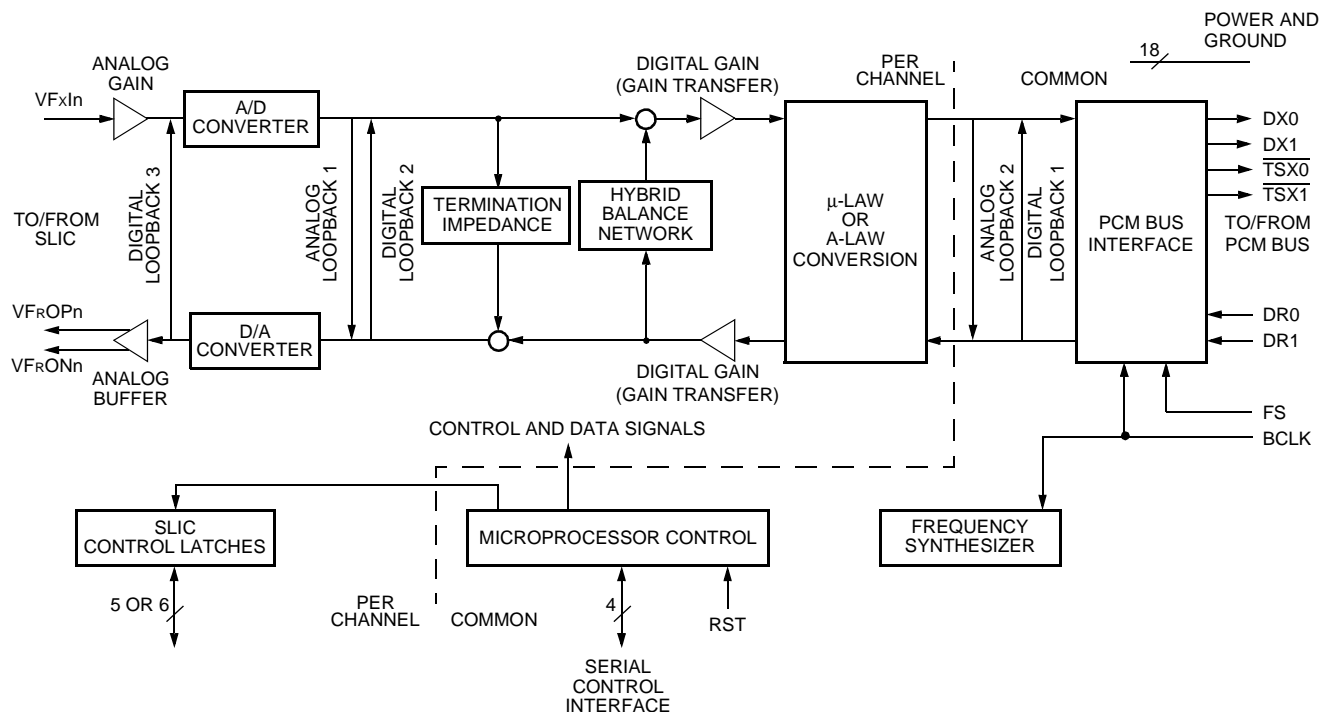 POWER AND
GROUND
18
ANALOG
GAIN
DIGITAL GAIN
(GAIN TRANSFER)
PER
CHANNEL
COMMON
VFxIn
A/D
CONVERTER
DX0
DX1
TSX0
TSX1
TO/FROM
SLIC
DIGITAL
LOOPBACK 3
ANALOG
LOOPBACK 1
DIGITAL
LOOPBACK 2
TERMINATION
IMPEDANCE
HYBRID
BALANCE
NETWORK
μ-LAW
OR
A-LAW
CONVERSION
ANALOG
LOOPBACK 2
DIGITAL
LOOPBACK 1
PCM BUS
INTERFACE
TO/FROM
PCM BUS
VFROPn
VFRONn
D/A
CONVERTER
ANALOG
BUFFER
DIGITAL GAIN
(GAIN TRANSFER)
DR0
DR1
FS
BCLK
CONTROL AND DATA SIGNALS
SLIC
CONTROL LATCHES
MICROPROCESSOR CONTROL
FREQUENCY
SYNTHESIZER
5 OR 6
PER
CHANNEL
COMMON
4
RST
SERIAL
CONTROL
INTERFACE